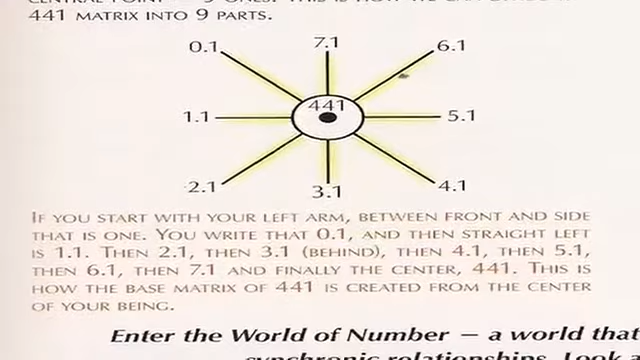 441 MATRIX INTO 9 PARTS.
0.1 7.1 6.1
441
1.1 5.1
2.1 3.1 4.1
IF YOU START WITH YOUR LEFT ARM, BETWEEN FRONT AND SIDE
THAT IS ONE. YOU WRITE THAT 0.1, AND THEN STRAIGHT LEFT
IS 1.1. THEN 2.1, THEN 3.1 (BEHIND), THEN 4.1, THEN 5.1,
THEN 6.1, THEN 7.1 AND FINALLY THE CENTER, 441. THIS IS
HOW THE BASE MATRIX OF 441 IS CREATED FROM THE CENTER
OF YOUR BEING.
Enter the World of Number – a world that
synchronic relationships. Look